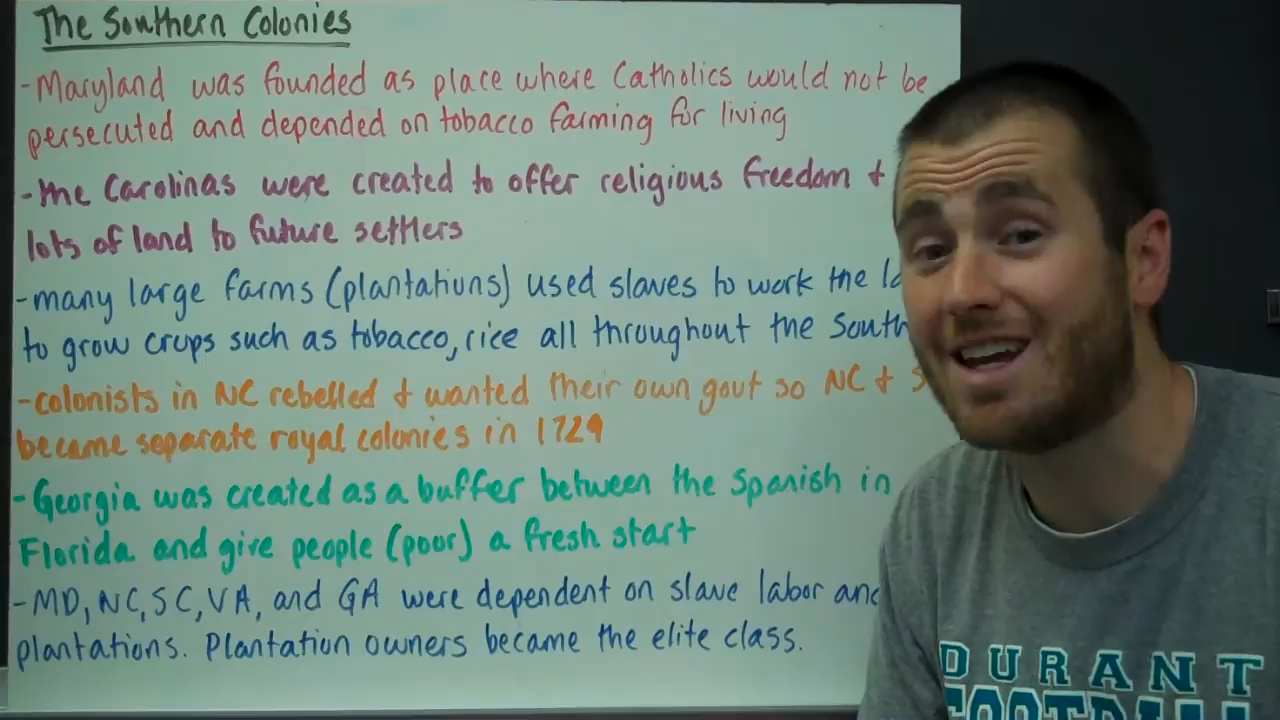 The Southern Colonies
-Maryland was founded as place where Catholics would not be
persecuted and depended on tobacco farming for living
-the Carolinas were created to offer religious freedom +
lots of land to future settlers
-many large farms (plantations) used slaves to work the
to grow crops such as tobacco, rice all throughout the South
-colonists in NC rebelled + wanted their own govt so NC +
became separate royal colonies in 1729
-Georgia was created as a buffer between the Spanish in
Florida and give people (poor) a fresh start
-MD, NC, SC, VA, and GA were dependent on slave labor and
plantations. Plantation owners became the elite class.
DURANT
FOOTBALL